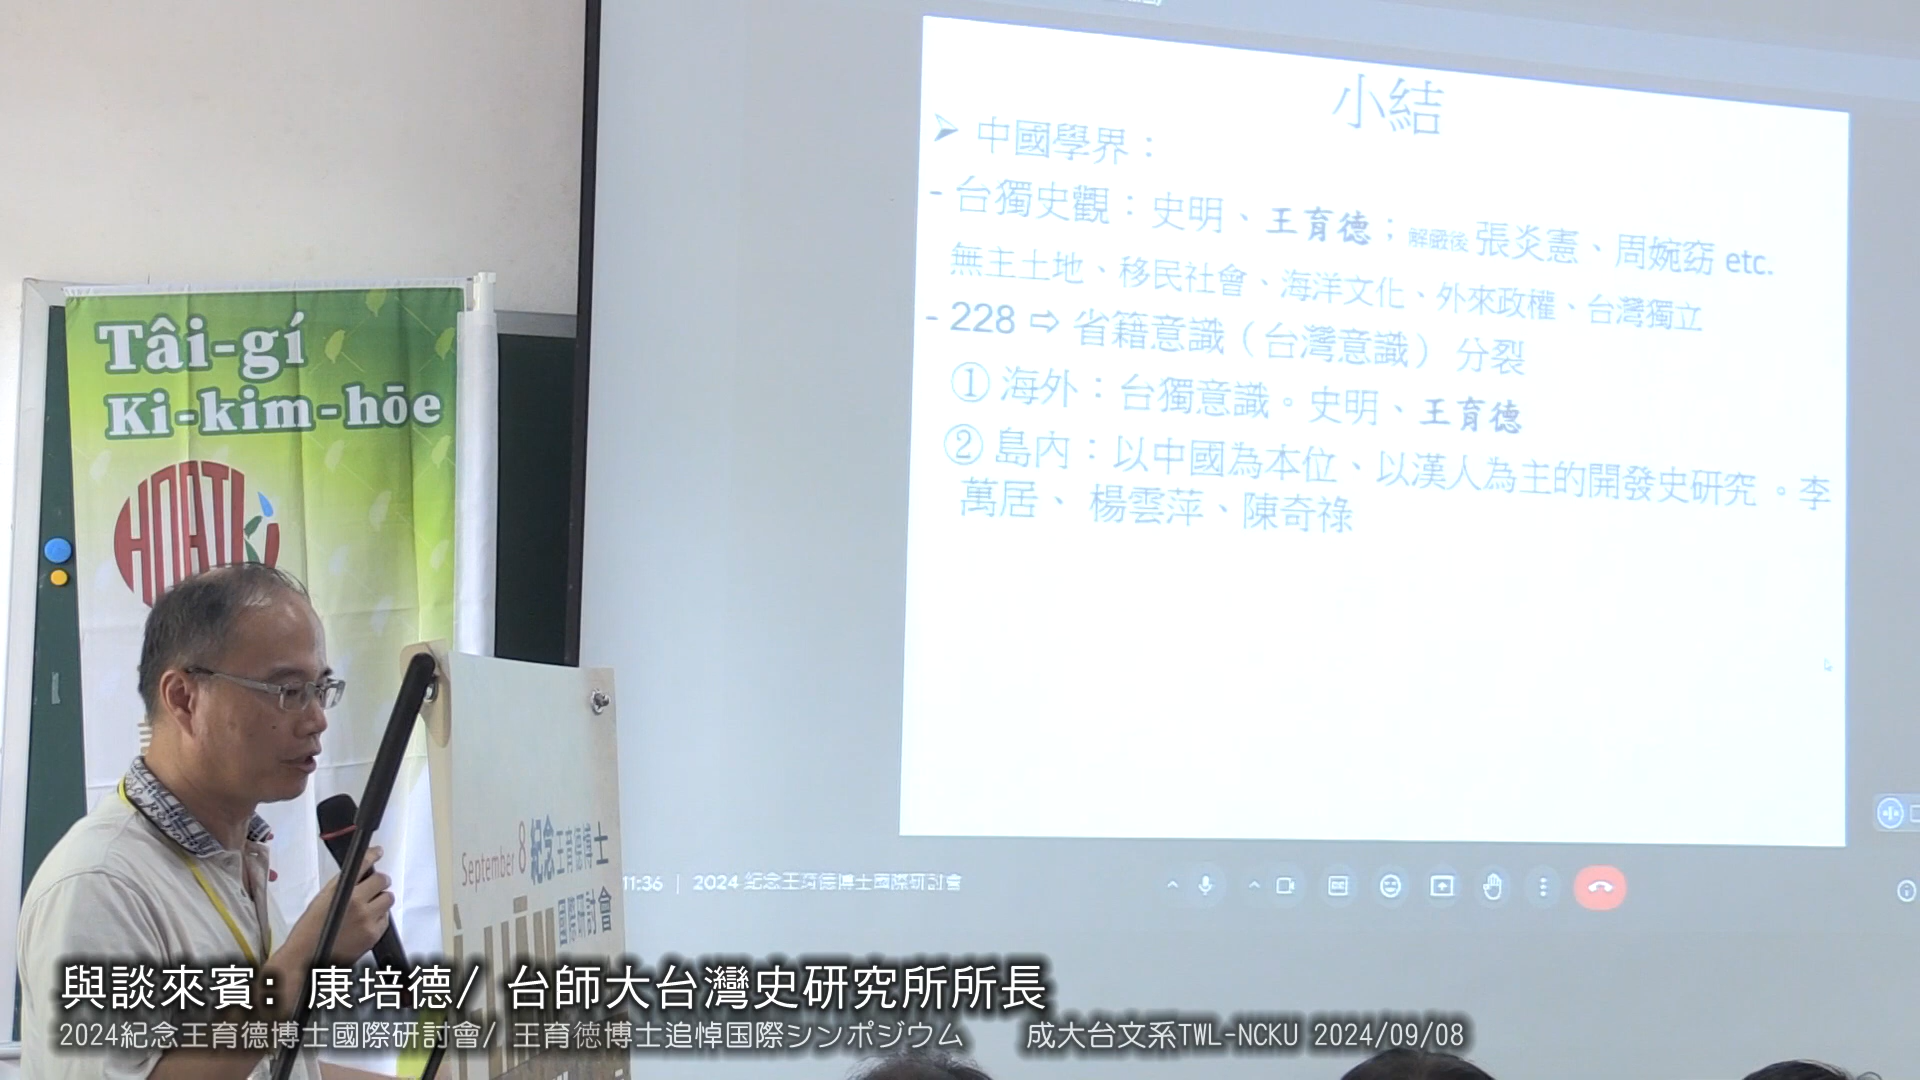 小結
➢ 中國學界：
- 台獨史觀：史明、王育德；解嚴後 張炎憲、周婉窈 etc.
無主土地、移民社會、海洋文化、外來政權、台灣獨立
- 228 ⇨ 省籍意識（台灣意識） 分裂
① 海外：台獨意識。史明、王育德
② 島內：以中國為本位、以漢人為主的開發史研究。李
萬居、 楊雲萍、陳奇祿
Tâi-gí
Ki-kim-hōe
September 8 紀念王育德博士
國際研討會
11:36 | 2024 紀念王育德博士國際研討會
與談來賓: 康培德/ 台師大台灣史研究所所長
2024紀念王育德博士國際研討會/ 王育徳博士追悼国際シンポジウム 成大台文系TWL-NCKU 2024/09/08